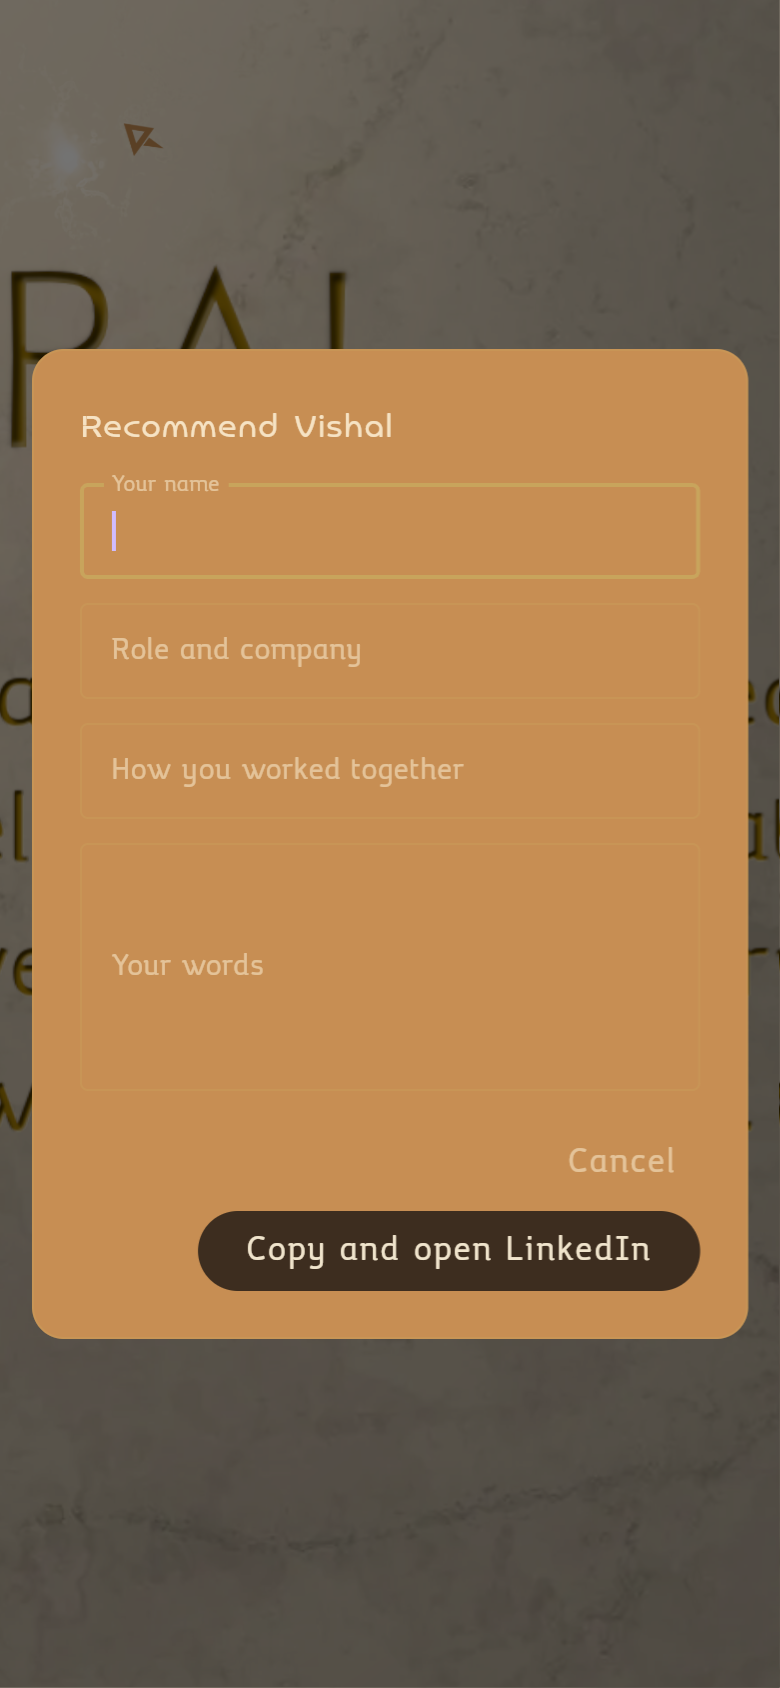 Recommend Vishal
Your name
Role and company
How you worked together
Your words
Cancel
Copy and open LinkedIn